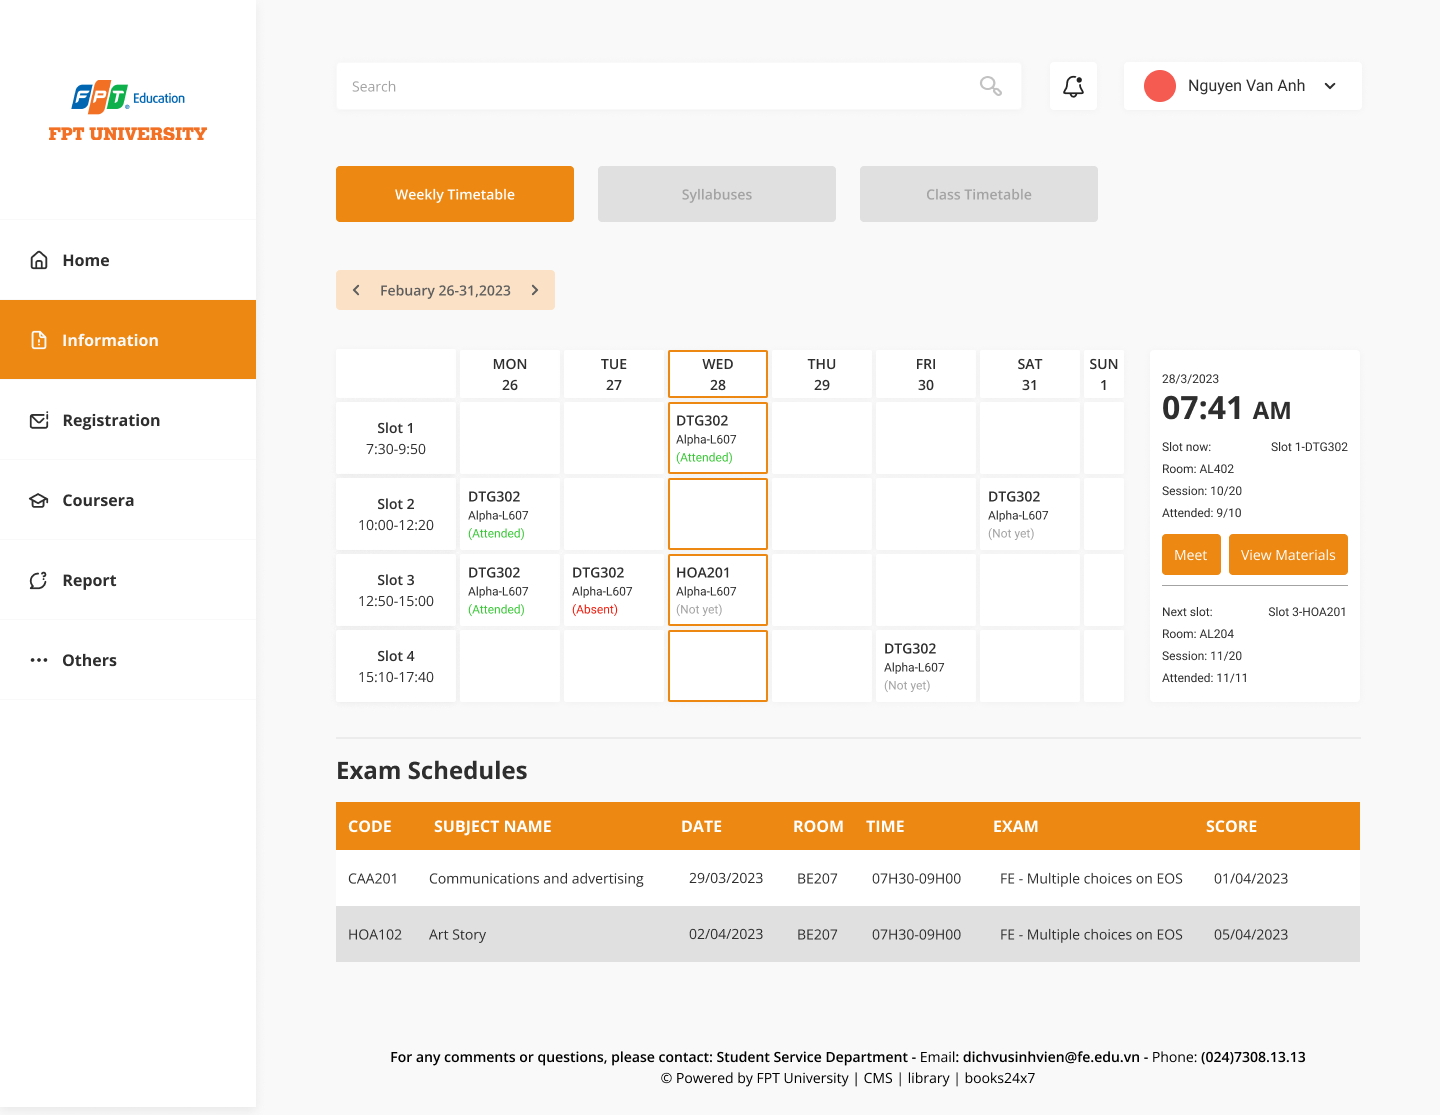 FPT Education
FPT UNIVERSITY
Home
Information
Registration
Coursera
Report
Others
Search
Nguyen Van Anh
Weekly Timetable
Syllabuses
Class Timetable
Febuary 26-31,2023
MON TUE WED THU FRI SAT SUN
26 27 28 29 30 31 1
Slot 1
7:30-9:50
DTG302
Alpha-L607
(Attended)
Slot 2
10:00-12:20
DTG302
Alpha-L607
(Attended)
DTG302
Alpha-L607
(Not yet)
Slot 3
12:50-15:00
DTG302
Alpha-L607
(Attended)
DTG302
Alpha-L607
(Absent)
HOA201
Alpha-L607
(Not yet)
Slot 4
15:10-17:40
DTG302
Alpha-L607
(Not yet)
28/3/2023
07:41 AM
Slot now: Slot 1-DTG302
Room: AL402
Session: 10/20
Attended: 9/10
Meet
View Materials
Next slot: Slot 3-HOA201
Room: AL204
Session: 11/20
Attended: 11/11
Exam Schedules
CODE SUBJECT NAME DATE ROOM TIME EXAM SCORE
CAA201 Communications and advertising 29/03/2023 BE207 07H30-09H00 FE - Multiple choices on EOS 01/04/2023
HOA102 Art Story 02/04/2023 BE207 07H30-09H00 FE - Multiple choices on EOS 05/04/2023
For any comments or questions, please contact: Student Service Department - Email: dichvusinhvien@fe.edu.vn - Phone: (024)7308.13.13
© Powered by FPT University | CMS | library | books24x7